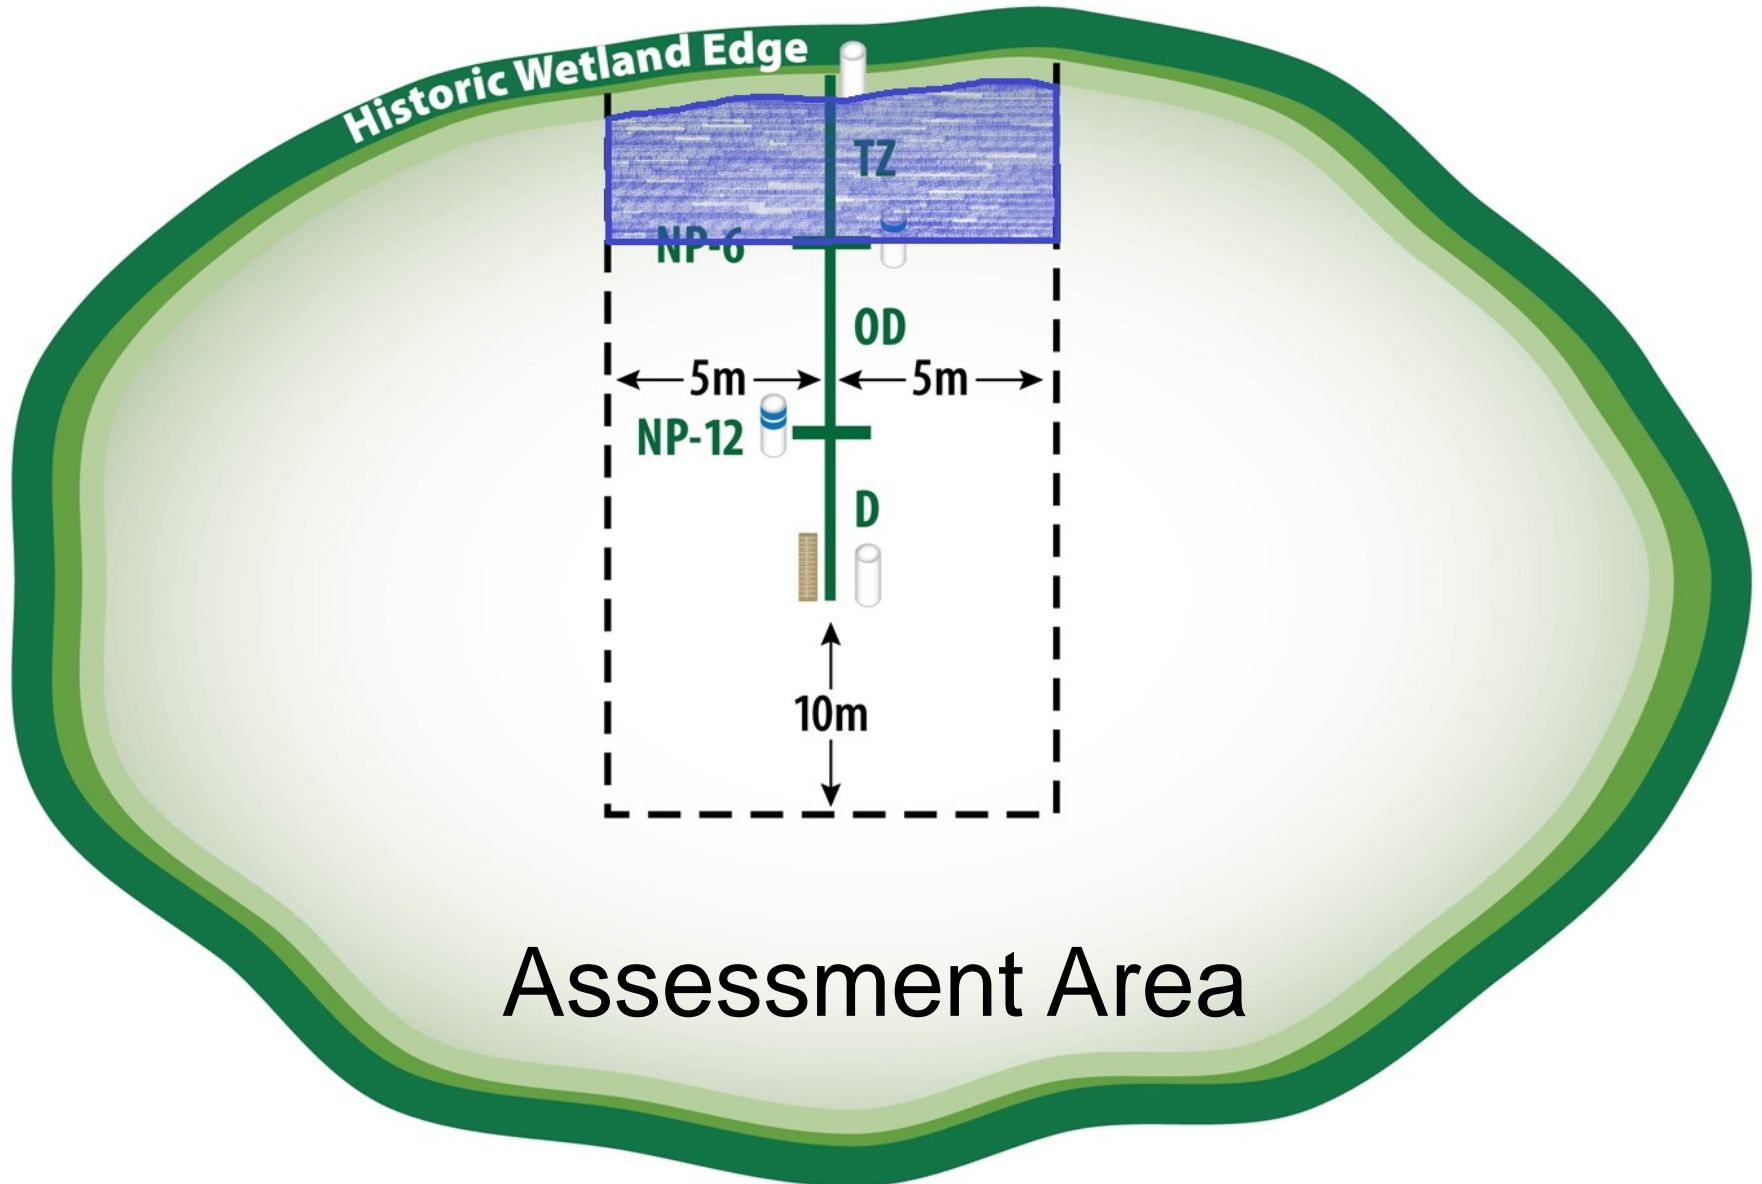 Historic Wetland Edge
TZ
NP-6
OD
5m 5m
NP-12
D
10m
Assessment Area